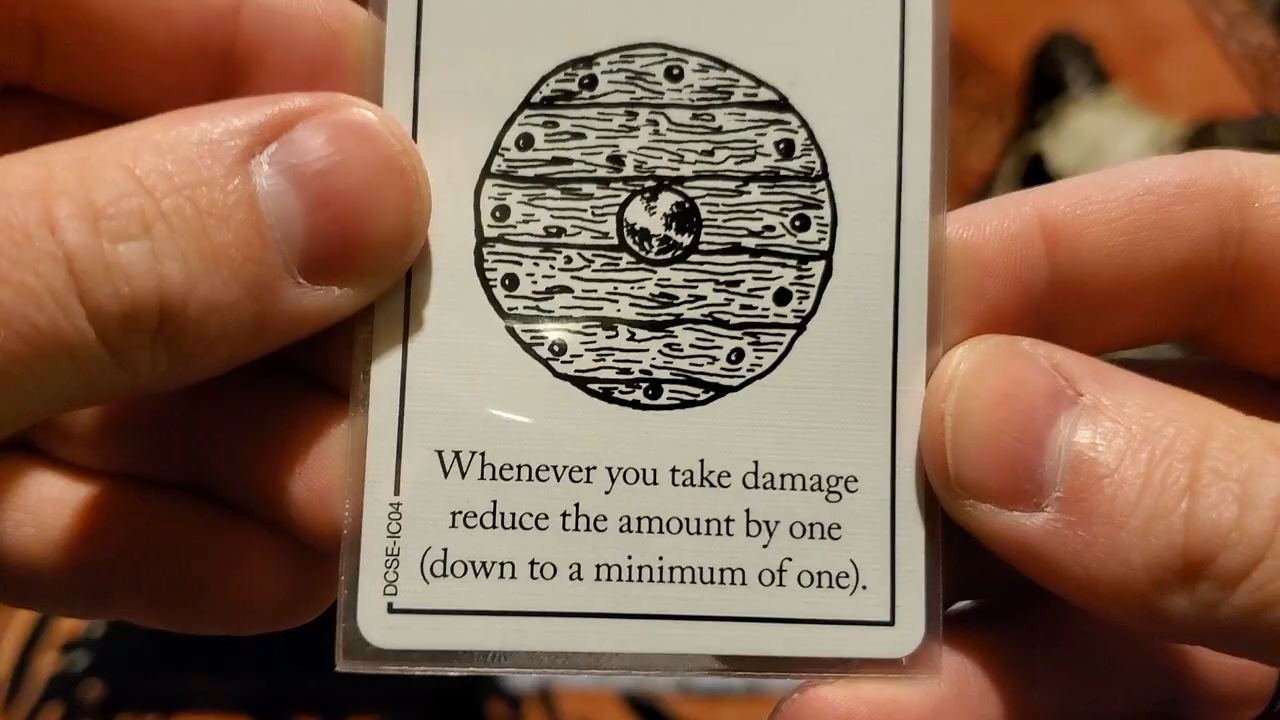 Whenever you take damage
reduce the amount by one
(down to a minimum of one).
DCSE-IC04